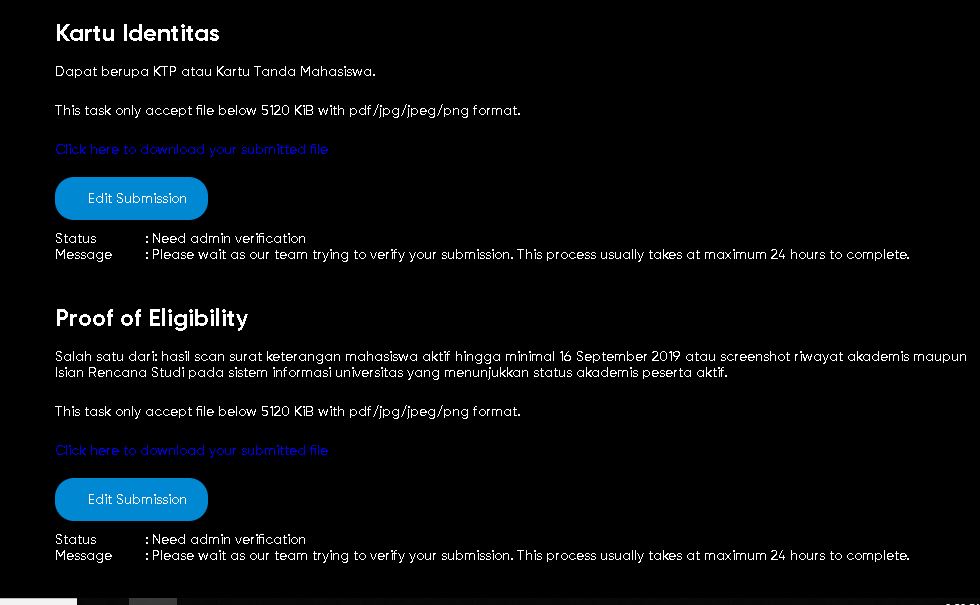 Kartu Identitas
Dapat berupa KTP atau Kartu Tanda Mahasiswa.
This task only accept file below 5120 KiB with pdf/jpg/jpeg/png format.
Click here to download your submitted file
Edit Submission
Status : Need admin verification
Message : Please wait as our team trying to verify your submission. This process usually takes at maximum 24 hours to complete.
Proof of Eligibility
Salah satu dari: hasil scan surat keterangan mahasiswa aktif hingga minimal 16 September 2019 atau screenshot riwayat akademis maupun
Isian Rencana Studi pada sistem informasi universitas yang menunjukkan status akademis peserta aktif.
This task only accept file below 5120 KiB with pdf/jpg/jpeg/png format.
Click here to download your submitted file
Edit Submission
Status : Need admin verification
Message : Please wait as our team trying to verify your submission. This process usually takes at maximum 24 hours to complete.